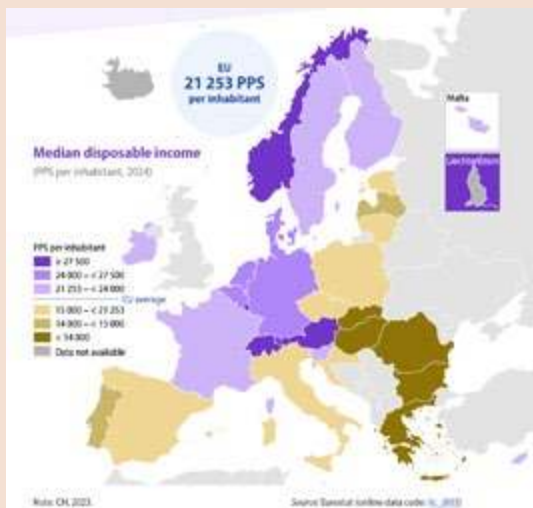 EU
21 253 PPS
per inhabitant
Malta
Liechtenstein
Median disposable income
(PPS per inhabitant, 2024)
PPS per inhabitant
≥ 27 500
24 000 – < 27 500
21 253 – < 24 000
EU average
15 000 – < 21 253
14 000 – < 15 000
< 14 000
Data not available
Note: CH, 2023.
Source: Eurostat (online data code: